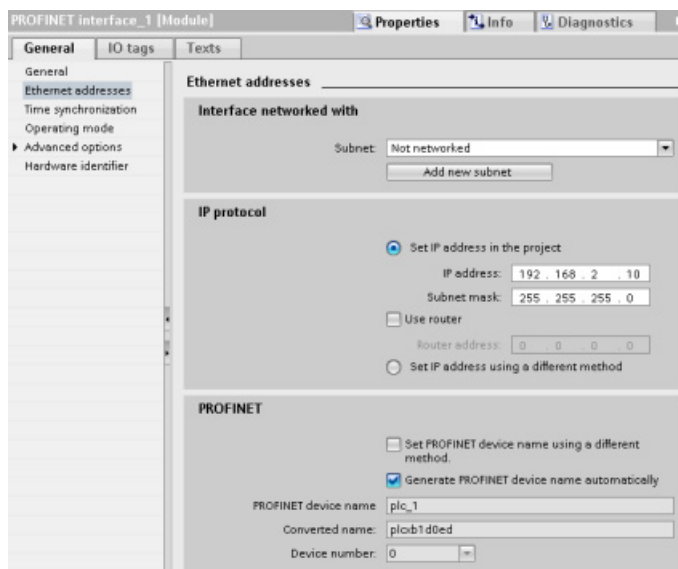 PROFINET interface_1 [Module]
Properties
Info
Diagnostics
General
IO tags
Texts
General
Ethernet addresses
Time synchronization
Operating mode
Advanced options
Hardware identifier
Ethernet addresses
Interface networked with
Subnet: Not networked
Add new subnet
IP protocol
Set IP address in the project
IP address: 192 . 168 . 2 . 10
Subnet mask: 255 . 255 . 255 . 0
Use router
Router address: 0 . 0 . 0 . 0
Set IP address using a different method
PROFINET
Set PROFINET device name using a different
method.
Generate PROFINET device name automatically
PROFINET device name plc_1
Converted name: plcxb1d0ed
Device number: 0